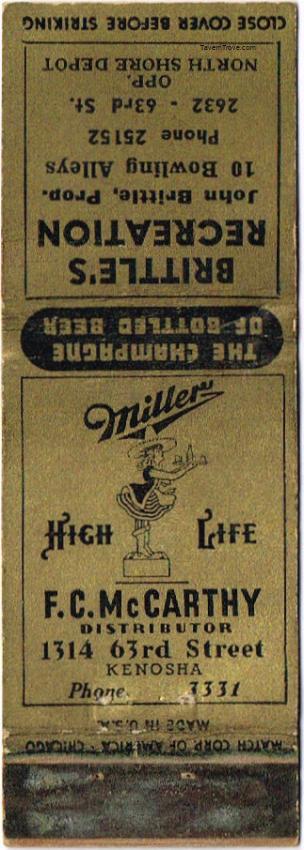 TavernTrove.com
CLOSE COVER BEFORE STRIKING
BRITTLE'S
RECREATION
John Brittle, Prop.
10 Bowling Alleys
Phone 25152
2632 - 63rd St.
OPP.
NORTH SHORE DEPOT
THE CHAMPAGNE
OF BOTTLED BEER
Miller
HIGH LIFE
F.C. McCARTHY
DISTRIBUTOR
1314 63rd Street
KENOSHA
Phone 3331
MADE IN U.S.A.
MATCH CORP OF AMERICA CHICAGO